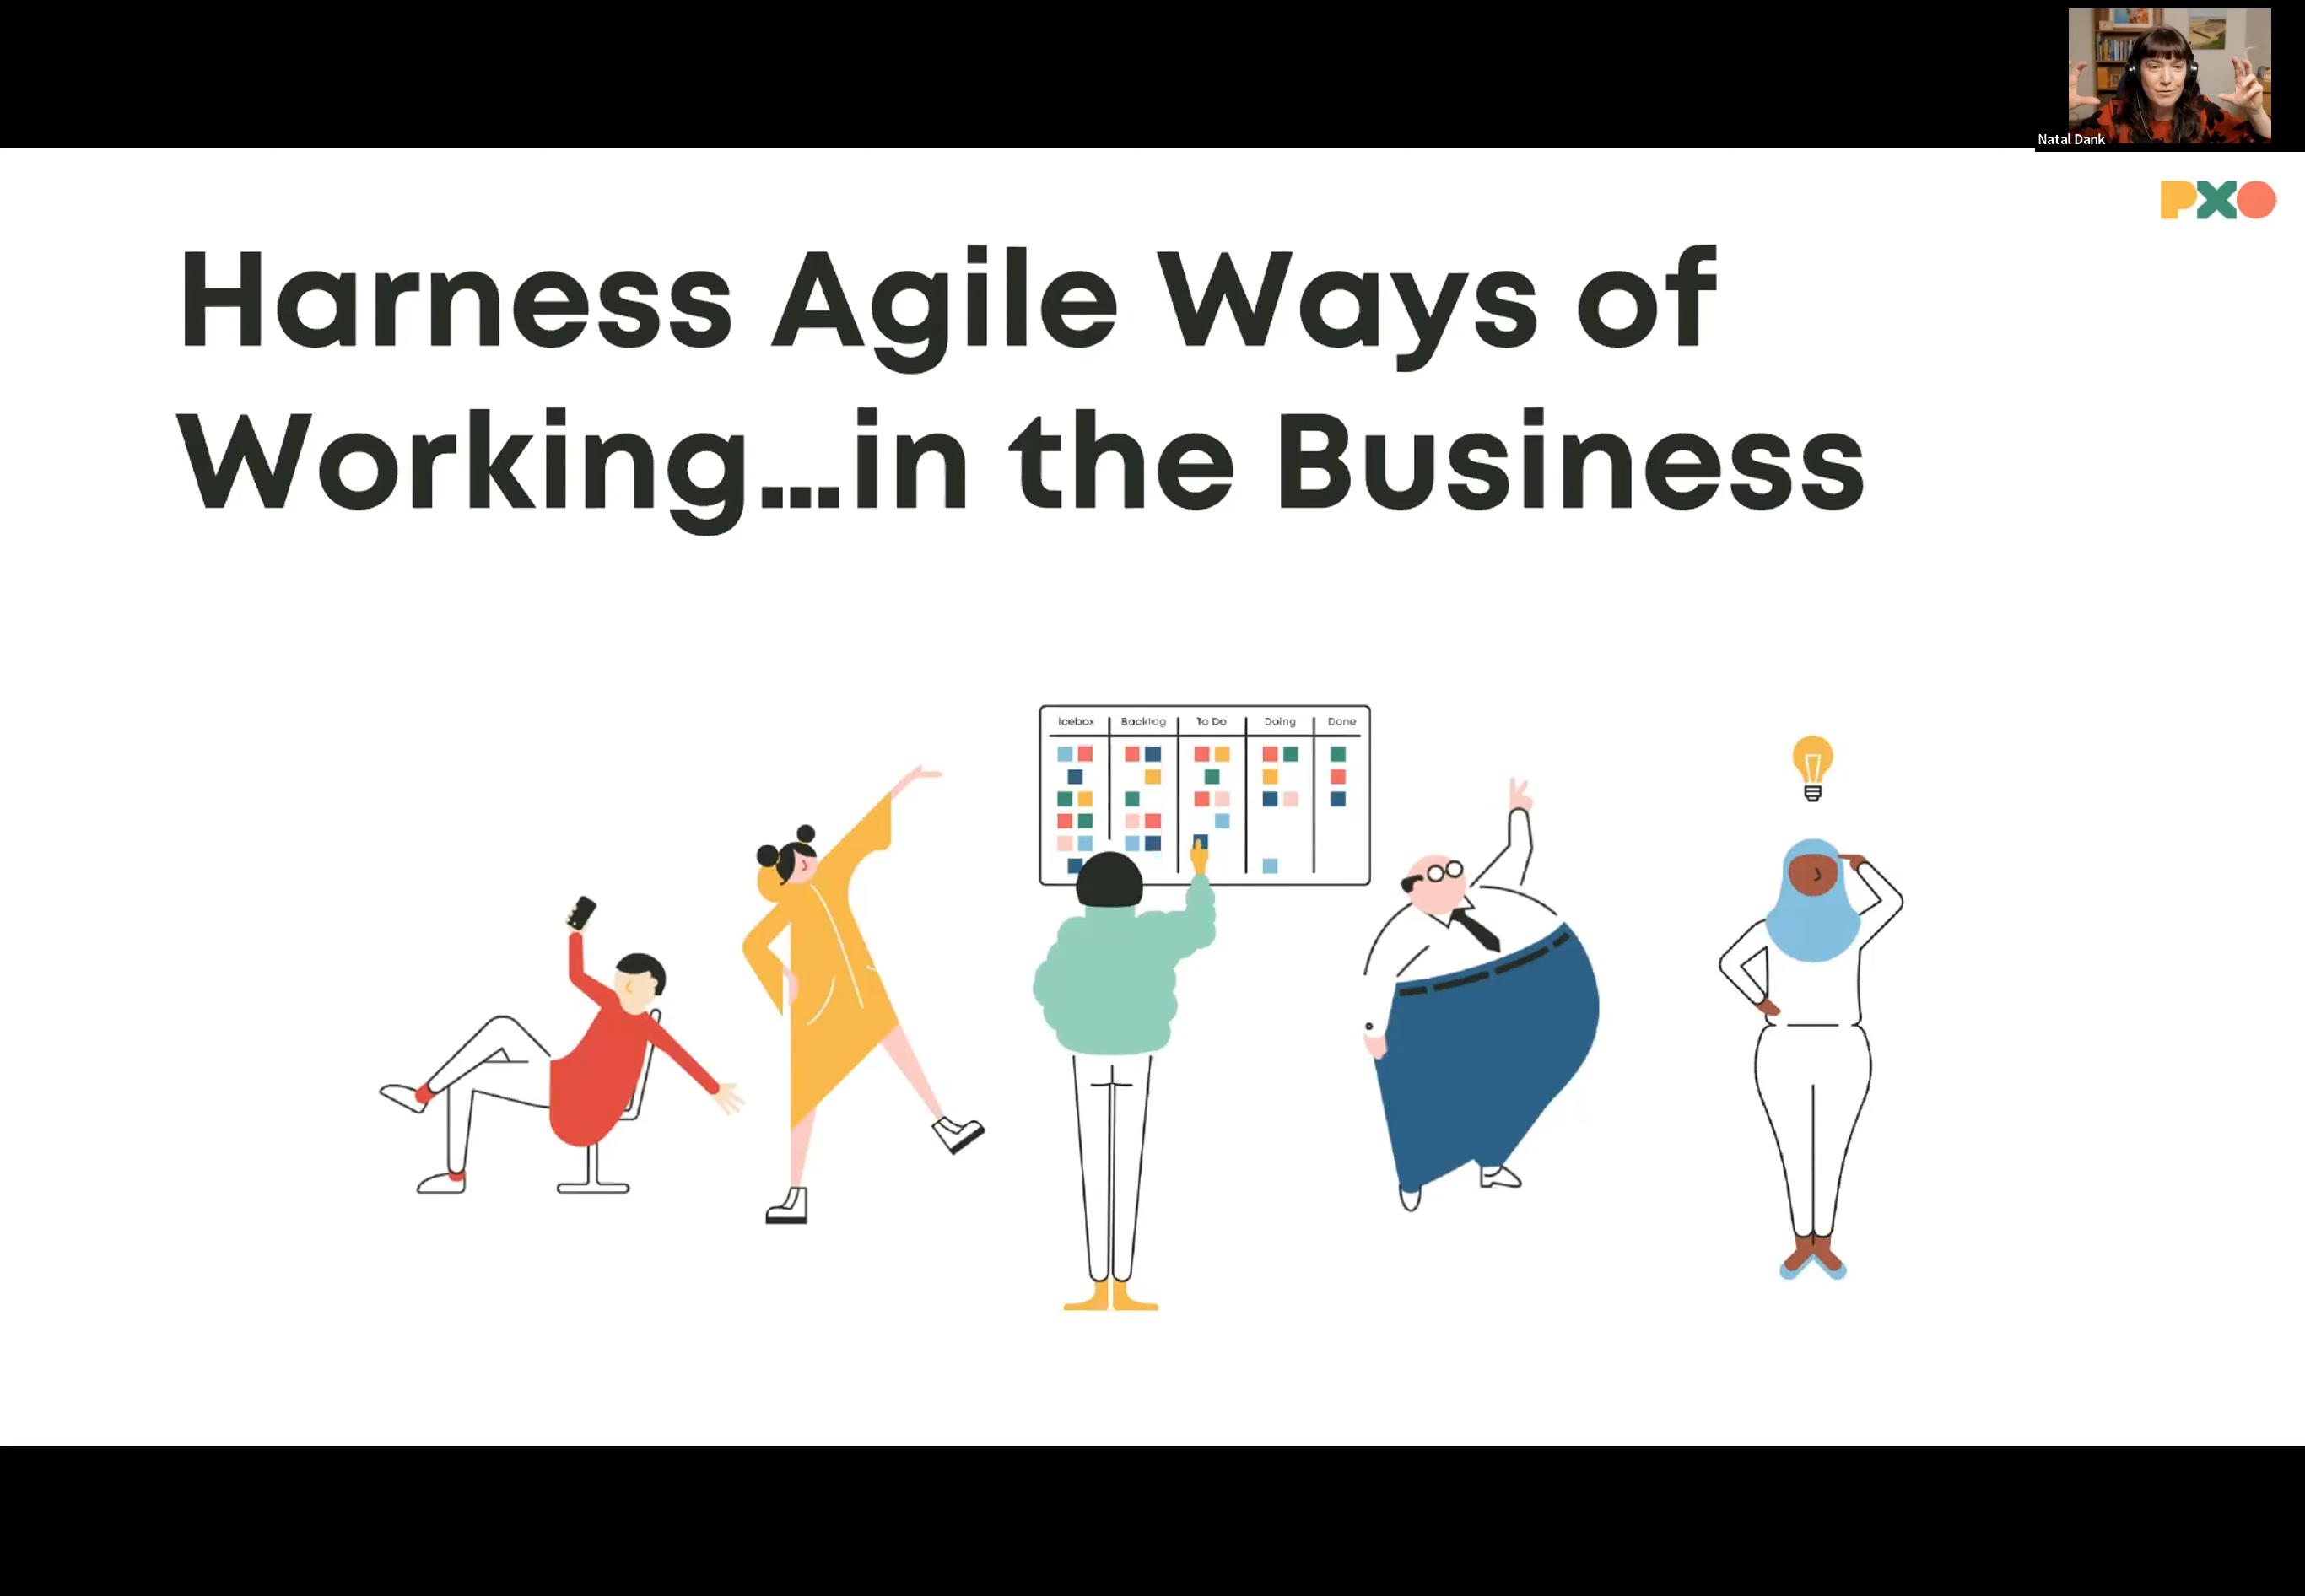 Natal Dank
PXO
Harness Agile Ways of
Working...in the Business
Icebox Backlog To Do Doing Done